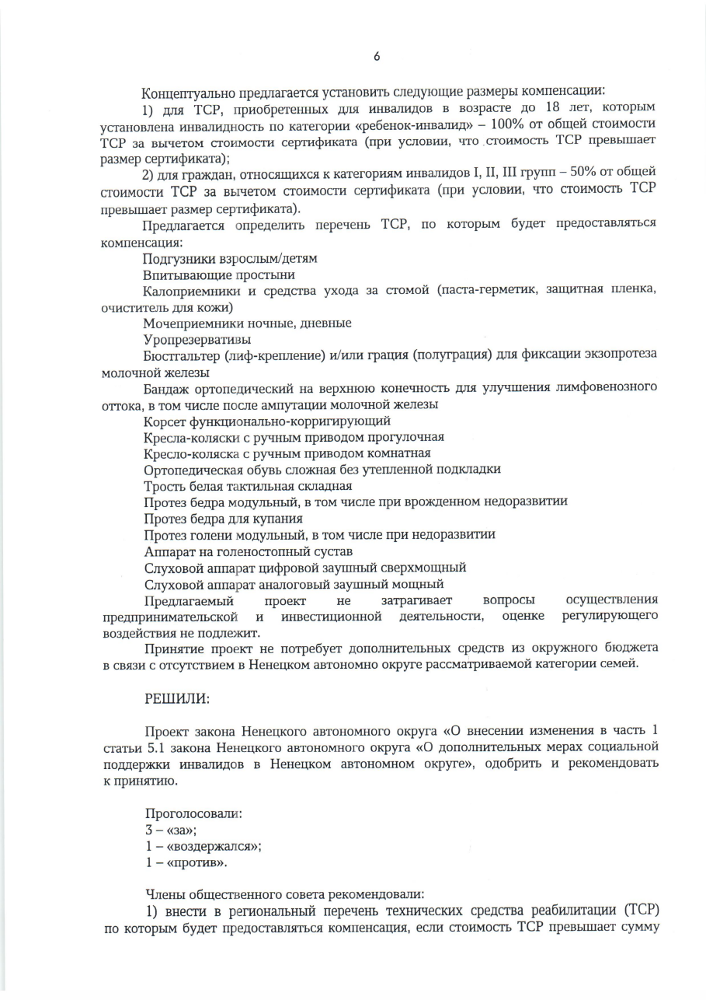 6
Концептуально предлагается установить следующие размеры компенсации:
1) для ТСР, приобретенных для инвалидов в возрасте до 18 лет, которым
установлена инвалидность по категории «ребенок-инвалид» – 100% от общей стоимости
ТСР за вычетом стоимости сертификата (при условии, что стоимость ТСР превышает
размер сертификата);
2) для граждан, относящихся к категориям инвалидов I, II, III групп – 50% от общей
стоимости ТСР за вычетом стоимости сертификата (при условии, что стоимость ТСР
превышает размер сертификата).
Предлагается определить перечень ТСР, по которым будет предоставляться
компенсация:
Подгузники взрослым/детям
Впитывающие простыни
Калоприемники и средства ухода за стомой (паста-герметик, защитная пленка,
очиститель для кожи)
Мочеприемники ночные, дневные
Уропрезервативы
Бюстгальтер (лиф-крепление) и/или грация (полуграция) для фиксации экзопротеза
молочной железы
Бандаж ортопедический на верхнюю конечность для улучшения лимфовенозного
оттока, в том числе после ампутации молочной железы
Корсет функционально-корригирующий
Кресла-коляски с ручным приводом прогулочная
Кресло-коляска с ручным приводом комнатная
Ортопедическая обувь сложная без утепленной подкладки
Трость белая тактильная складная
Протез бедра модульный, в том числе при врожденном недоразвитии
Протез бедра для купания
Протез голени модульный, в том числе при недоразвитии
Аппарат на голеностопный сустав
Слуховой аппарат цифровой заушный сверхмощный
Слуховой аппарат аналоговый заушный мощный
Предлагаемый проект не затрагивает вопросы осуществления
предпринимательской и инвестиционной деятельности, оценке регулирующего
воздействия не подлежит.
Принятие проект не потребует дополнительных средств из окружного бюджета
в связи с отсутствием в Ненецком автономно округе рассматриваемой категории семей.
РЕШИЛИ:
Проект закона Ненецкого автономного округа «О внесении изменения в часть 1
статьи 5.1 закона Ненецкого автономного округа «О дополнительных мерах социальной
поддержки инвалидов в Ненецком автономном округе», одобрить и рекомендовать
к принятию.
Проголосовали:
3 – «за»;
1 – «воздержался»;
1 – «против».
Члены общественного совета рекомендовали:
1) внести в региональный перечень технических средства реабилитации (ТСР)
по которым будет предоставляться компенсация, если стоимость ТСР превышает сумму